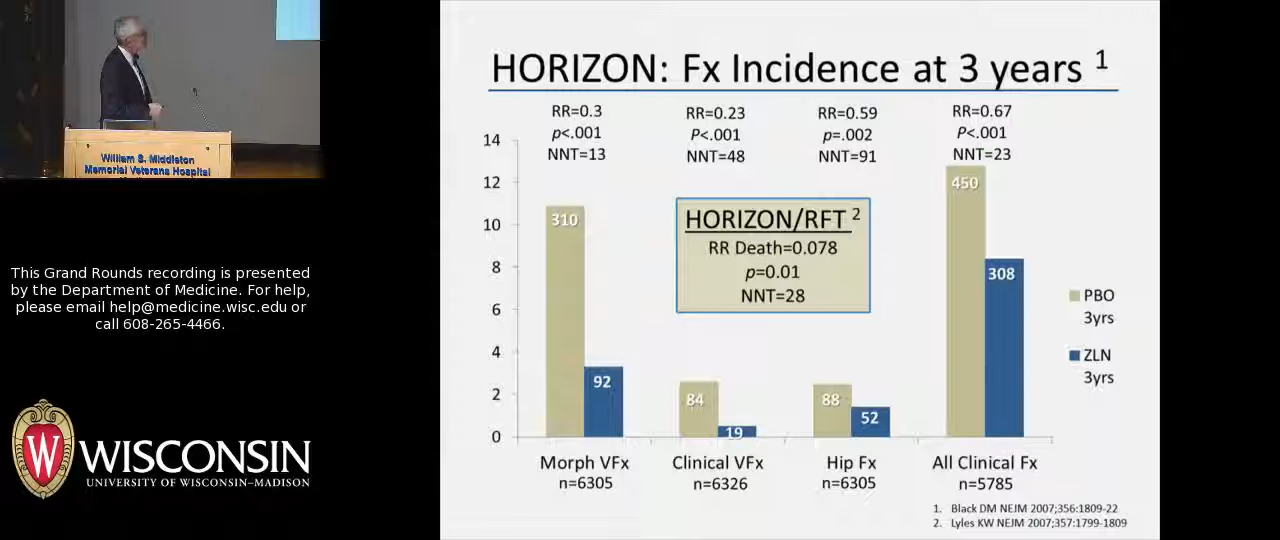 William S. Middleton
Memorial Veterans Hospital
This Grand Rounds recording is presented
by the Department of Medicine. For help,
please email help@medicine.wisc.edu or
call 608-265-4466.
W
WISCONSIN
UNIVERSITY OF WISCONSIN–MADISON
HORIZON: Fx Incidence at 3 years 1
RR=0.3
p<.001
NNT=13
RR=0.23
P<.001
NNT=48
RR=0.59
p=.002
NNT=91
RR=0.67
P<.001
NNT=23
14
12
10
8
6
4
2
0
310
92
84
19
88
52
450
308
HORIZON/RFT 2
RR Death=0.078
p=0.01
NNT=28
PBO
3yrs
ZLN
3yrs
Morph VFx
n=6305
Clinical VFx
n=6326
Hip Fx
n=6305
All Clinical Fx
n=5785
1. Black DM NEJM 2007;356:1809-22
2. Lyles KW NEJM 2007;357:1799-1809